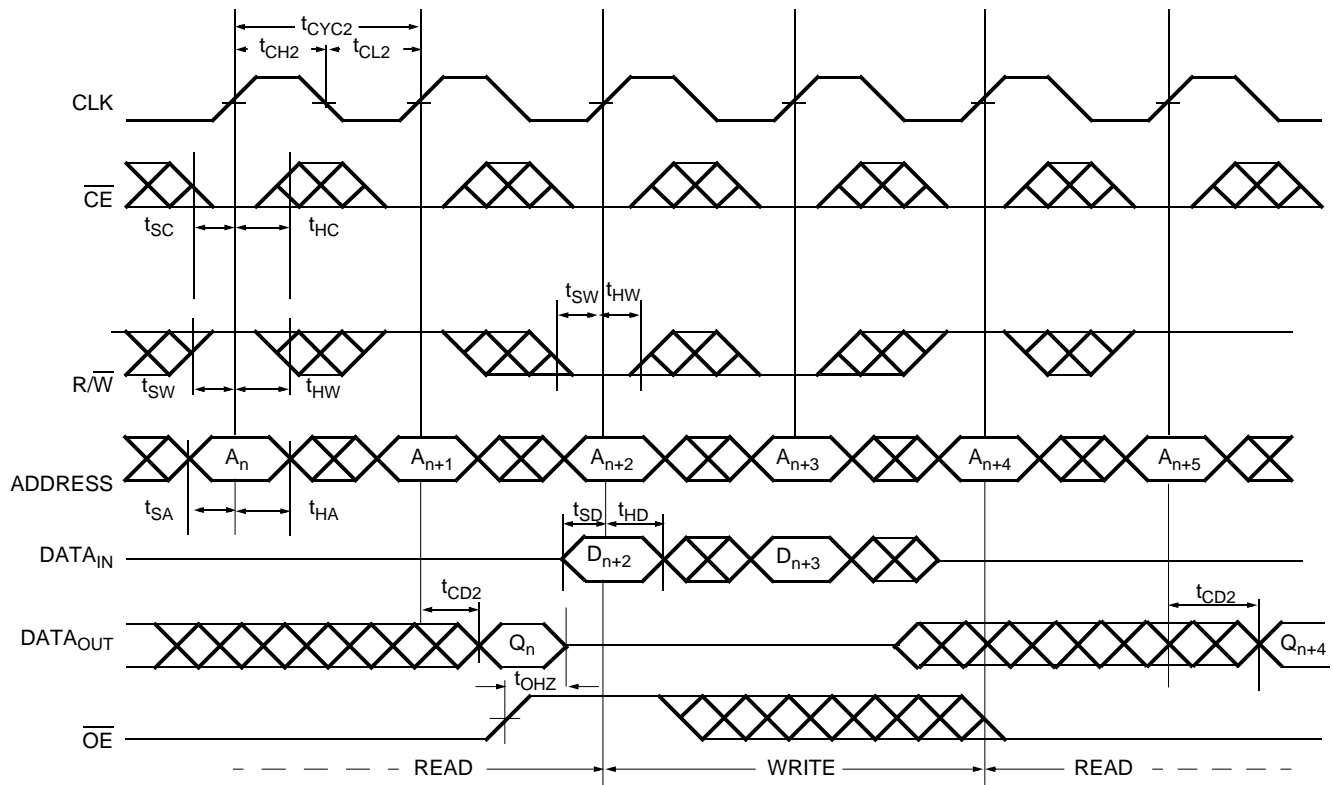 tCYC2
tCH2 tCL2
CLK
CE
tSC tHC
tSW tHW
R/W
tSW tHW
An An+1 An+2 An+3 An+4 An+5
ADDRESS
tSA tHA
tSD tHD
DATAIN
Dn+2 Dn+3
tCD2 tCD2
DATAOUT
Qn Qn+4
tOHZ
OE
READ WRITE READ